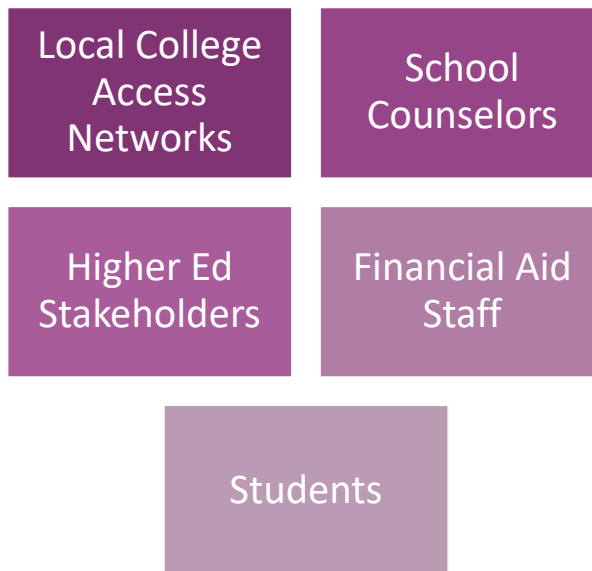 Local College
Access
Networks
School
Counselors
Higher Ed
Stakeholders
Financial Aid
Staff
Students